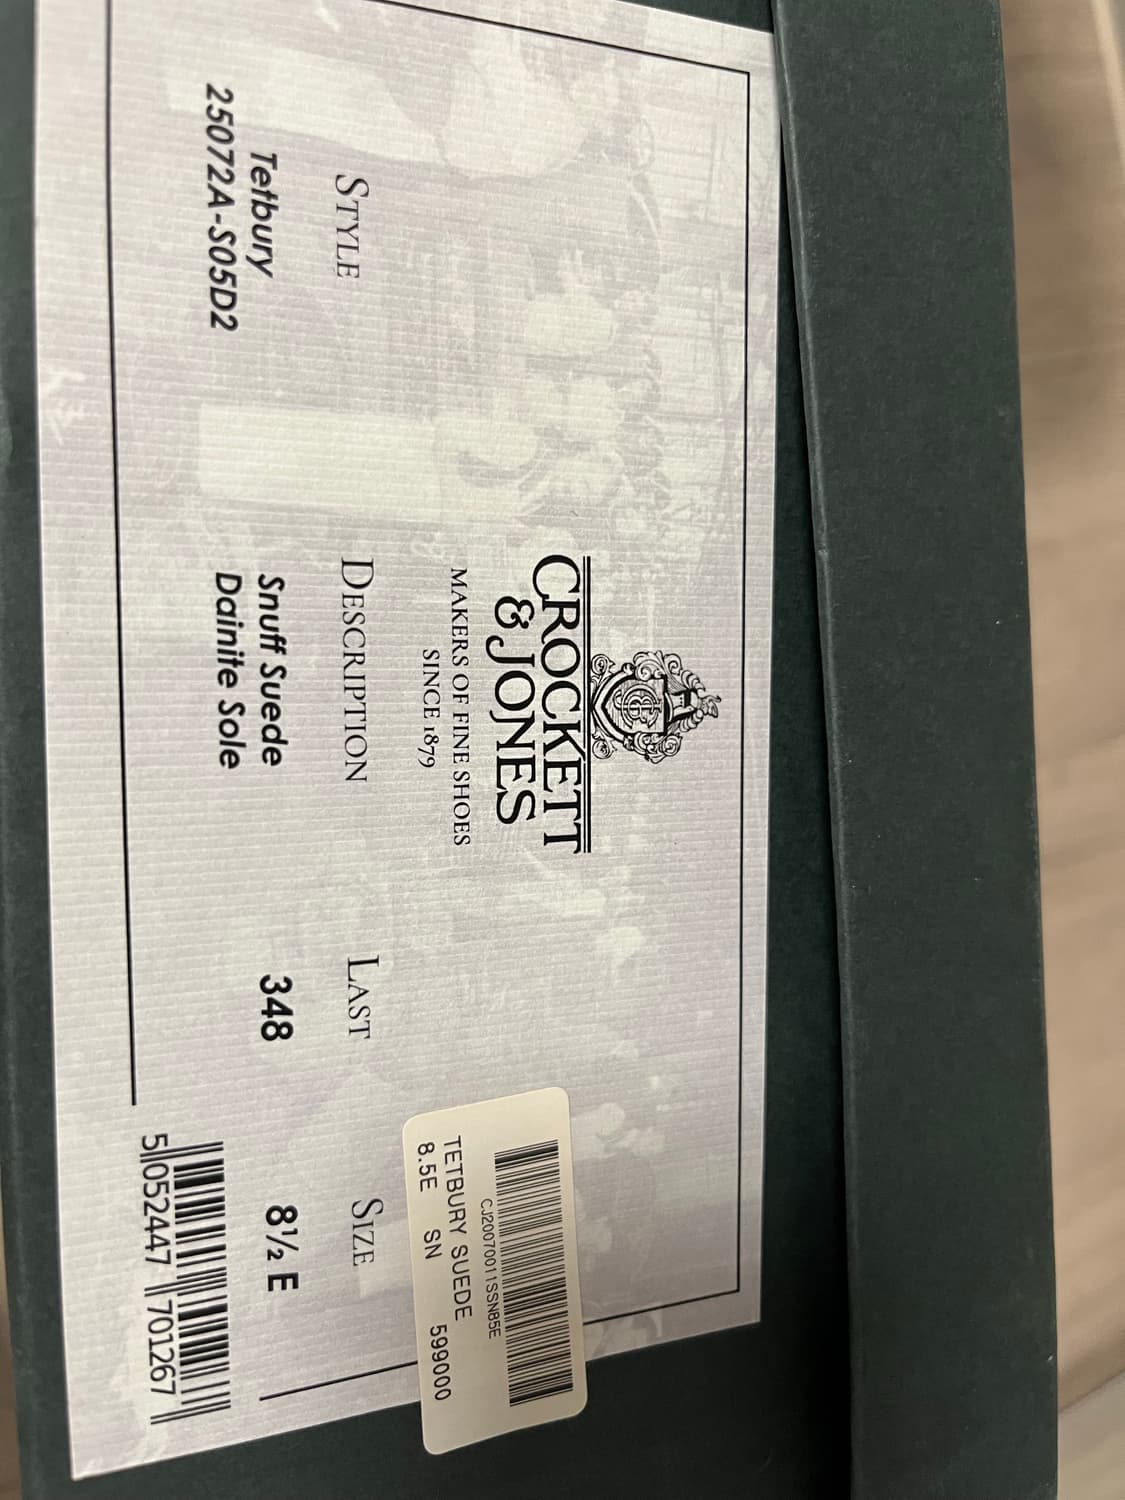 CROCKETT
& JONES
MAKERS OF FINE SHOES
SINCE 1879
STYLE DESCRIPTION LAST SIZE
Tetbury Snuff Suede 348 8½ E
25072A-S05D2 Dainite Sole
5 052447 701267
CJ20070011SSN85E
TETBURY SUEDE
8.5E SN 599000